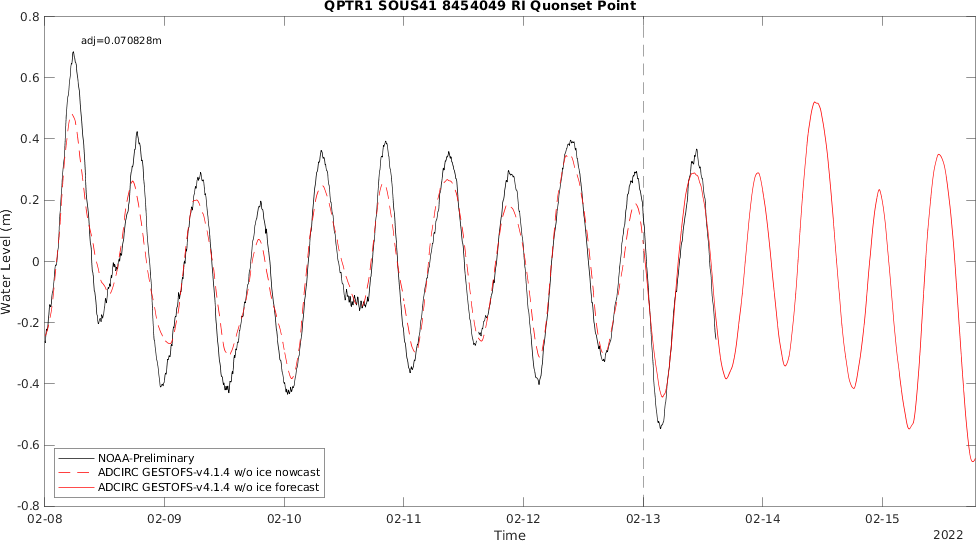 QPTR1 SOUS41 8454049 RI Quonset Point
adj=0.070828m
0.8
0.6
0.4
0.2
0
-0.2
-0.4
-0.6
-0.8
Water Level (m)
NOAA-Preliminary
ADCIRC GESTOFS-v4.1.4 w/o ice nowcast
ADCIRC GESTOFS-v4.1.4 w/o ice forecast
02-08 02-09 02-10 02-11 02-12 02-13 02-14 02-15
Time
2022